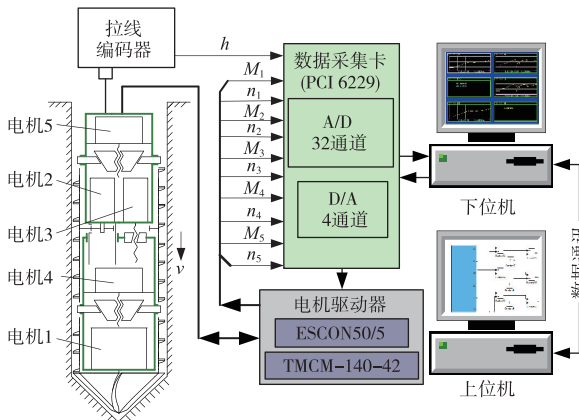 拉线
编码器
h
M1
n1
M2
n2
M3
n3
M4
n4
M5
n5
数据采集卡
(PCI 6229)
A/D
32通道
D/A
4通道
电机驱动器
ESCON50/5
TMCM-140-42
下位机
上位机
电机5
电机2
电机3
电机4
电机1
v